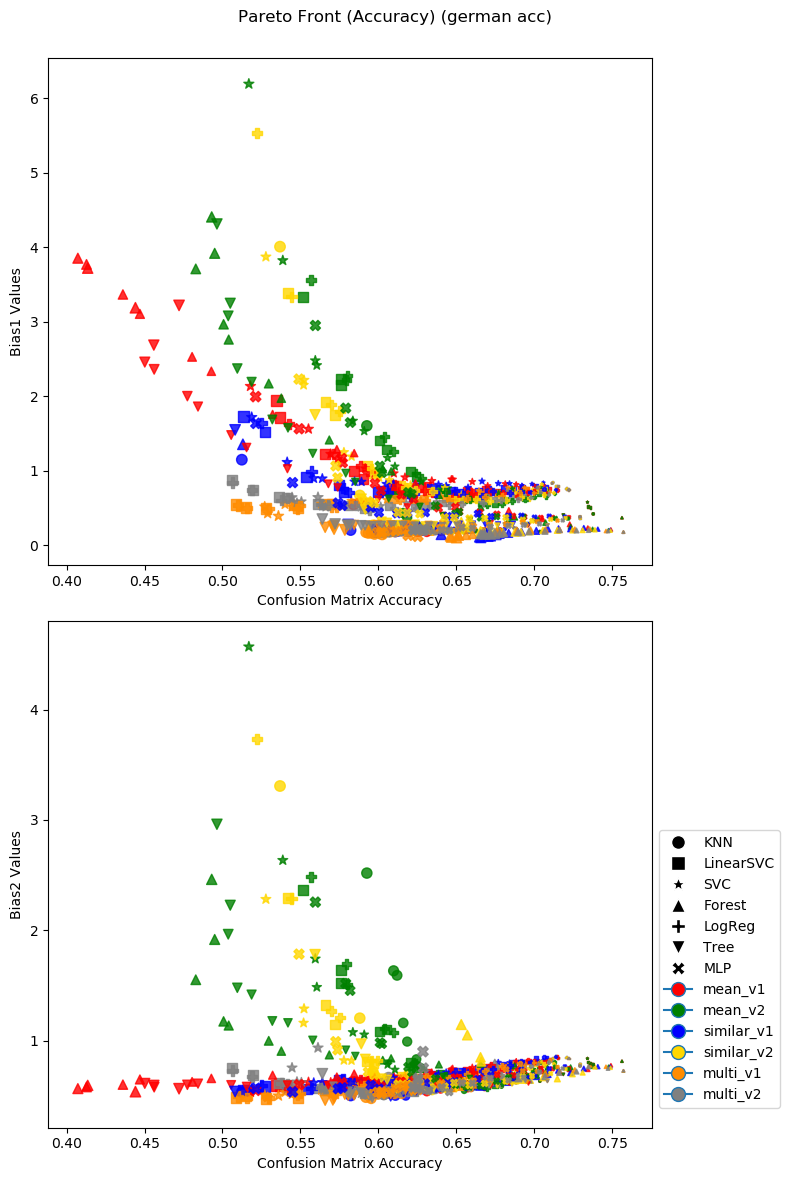 Pareto Front (Accuracy) (german acc)
6
5
4
3
2
1
0
Bias1 Values
0.40 0.45 0.50 0.55 0.60 0.65 0.70 0.75
Confusion Matrix Accuracy
4
3
2
1
Bias2 Values
0.40 0.45 0.50 0.55 0.60 0.65 0.70 0.75
Confusion Matrix Accuracy
KNN
LinearSVC
SVC
Forest
LogReg
Tree
MLP
mean_v1
mean_v2
similar_v1
similar_v2
multi_v1
multi_v2